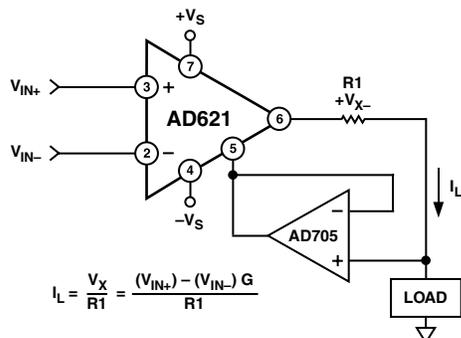 +VS
7
VIN+
3
+
R1
+VX–
AD621
6
VIN–
2
–
5
4
–VS
–
AD705
+
IL
LOAD
IL = VX/R1 = (VIN+) – (VIN–) G/R1